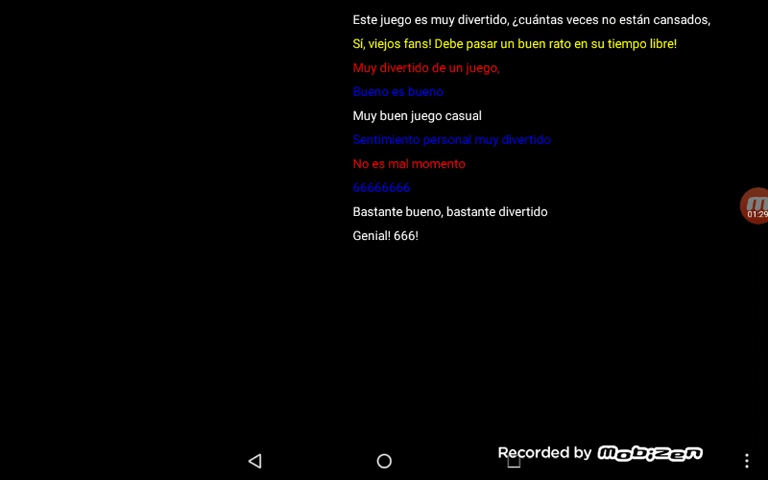 Este juego es muy divertido, ¿cuántas veces no están cansados,
Sí, viejos fans! Debe pasar un buen rato en su tiempo libre!
Muy divertido de un juego,
Bueno es bueno
Muy buen juego casual
Sentimiento personal muy divertido
No es mal momento
66666666
Bastante bueno, bastante divertido
Genial! 666!
01:29
Recorded by Mobizen